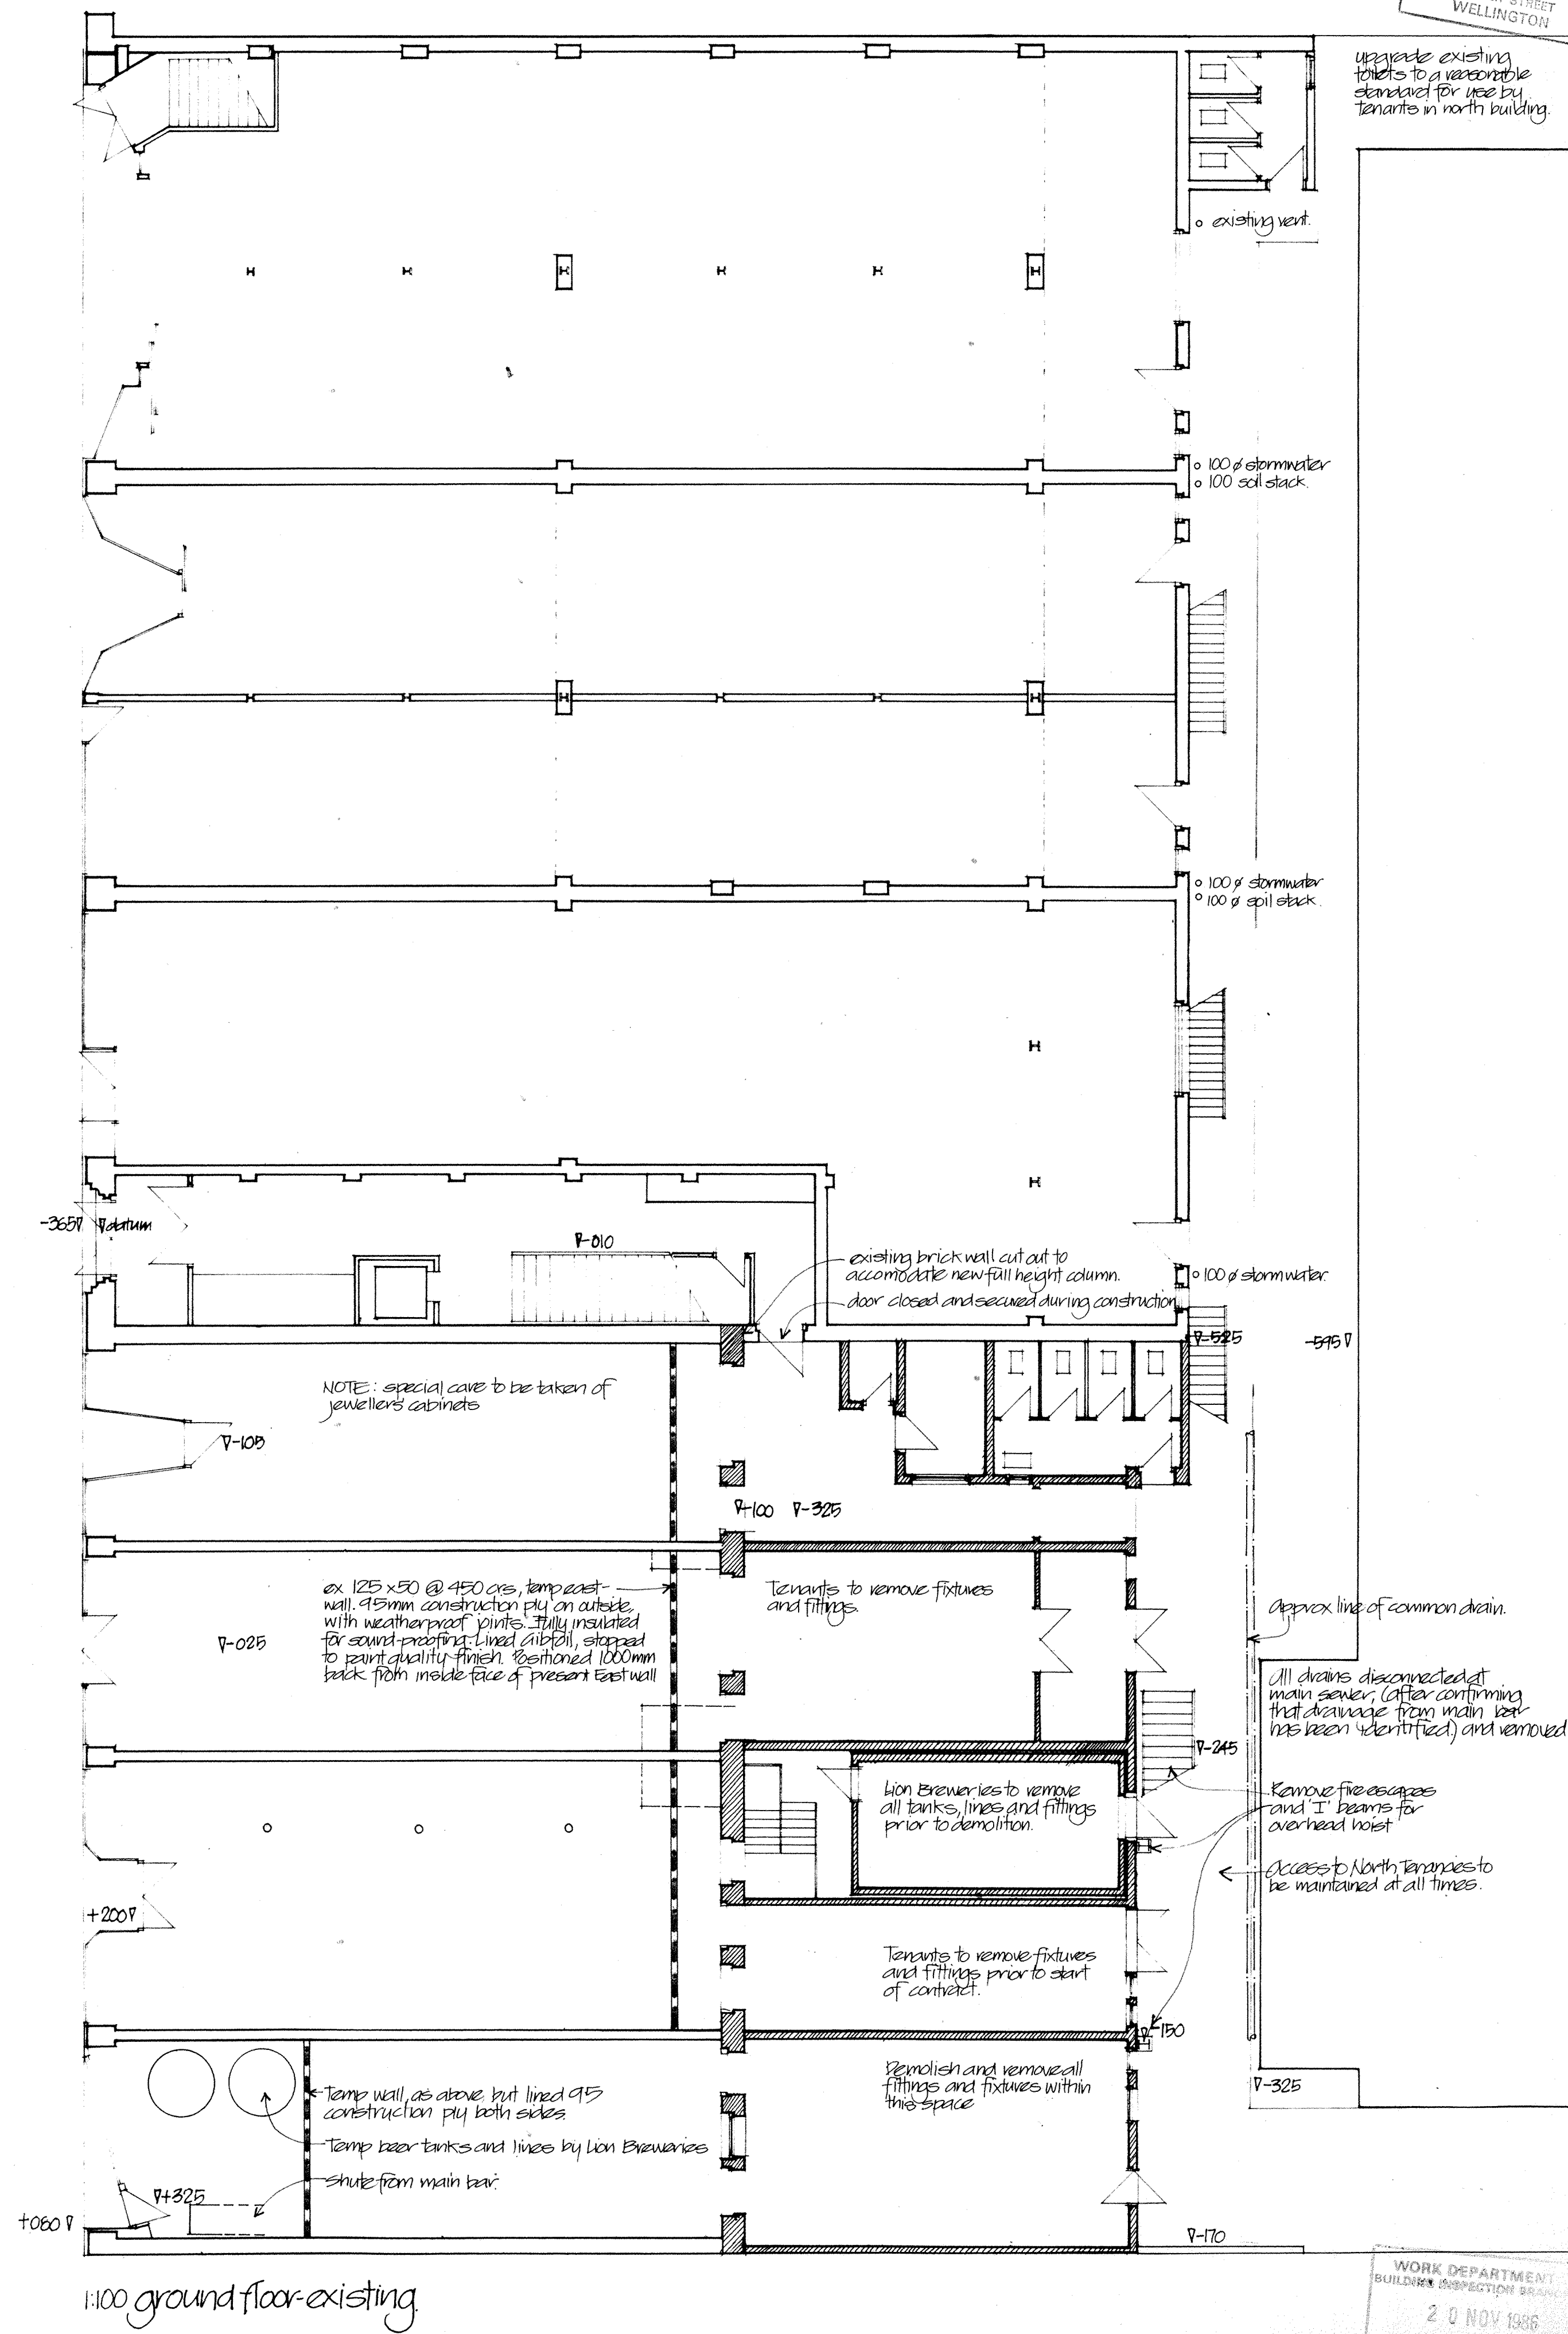 STREET
WELLINGTON
upgrade existing
toilets to a reasonable
standard for use by
tenants in north building.
existing vent.
100 ø stormwater
100 soil stack.
100 ø stormwater
100 ø soil stack.
-365 datum
-010
existing brick wall cut out to
accomodate new full height column.
100 ø stormwater.
door closed and secured during construction
-525
-595
NOTE: special care to be taken of
jewellers' cabinets
-105
+100 -325
ex 125 x 50 @ 450 crs, temp east
wall. 95mm construction ply on outside
with weatherproof joints. Fully insulated
for sound-proofing. Lined Gibfoil, stopped
to paint quality finish. Positioned 1000mm
back from inside face of present East wall
Tenants to remove fixtures
and fittings.
approx line of common drain.
-025
all drains disconnected at
main sewer, (after confirming
that drainage from main bar
has been identified) and removed
-245
Lion Breweries to remove
all tanks, lines and fittings
prior to demolition.
Remove fire escapes
and 'I' beams for
overhead hoist
Access to North Tenancies to
be maintained at all times.
+200
Tenants to remove fixtures
and fittings prior to start
of contract.
-150
Demolish and remove all
fittings and fixtures within
this space
-325
Temp wall, as above, but lined 95
construction ply both sides.
Temp beer tanks and lines by Lion Breweries
shute from main bar.
+325
+080
-170
1:100 ground floor-existing.
WORK DEPARTMENT
BUILDING INSPECTION BRANCH
20 NOV 1986